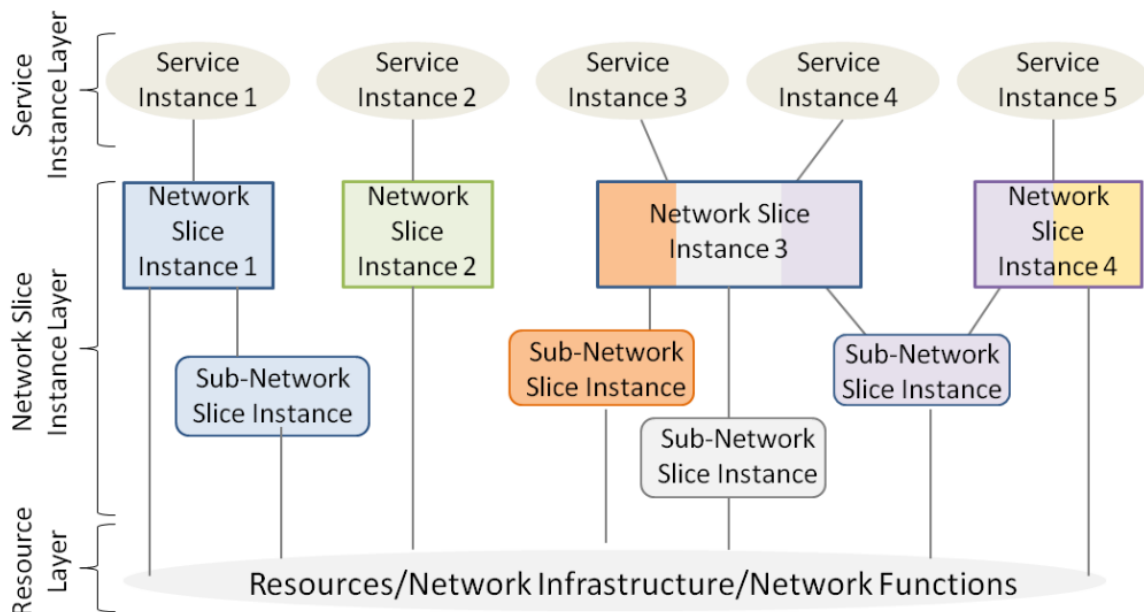 Service
Instance Layer
Service
Instance 1
Service
Instance 2
Service
Instance 3
Service
Instance 4
Service
Instance 5
Network Slice
Instance Layer
Network
Slice
Instance 1
Network
Slice
Instance 2
Network Slice
Instance 3
Network
Slice
Instance 4
Sub-Network
Slice Instance
Sub-Network
Slice Instance
Sub-Network
Slice Instance
Sub-Network
Slice Instance
Resource
Layer
Resources/Network Infrastructure/Network Functions